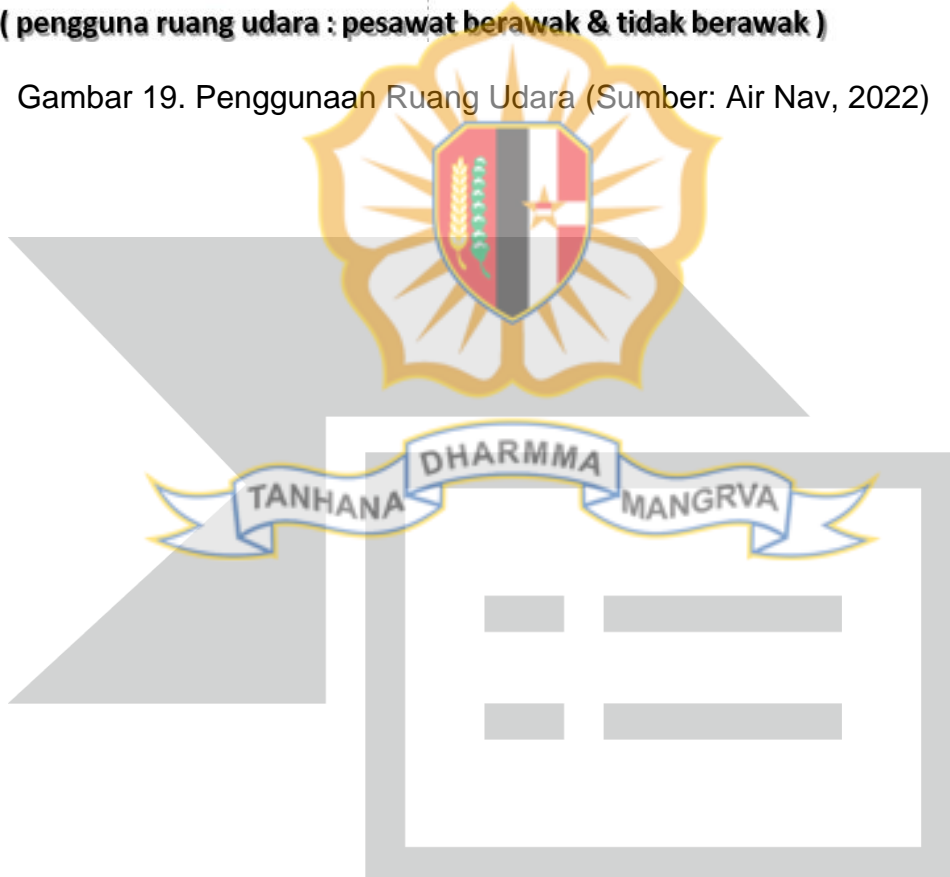 ( pengguna ruang udara : pesawat berawak & tidak berawak )
Gambar 19. Penggunaan Ruang Udara (Sumber: Air Nav, 2022)
TANHANA DHARMMA MANGRVA